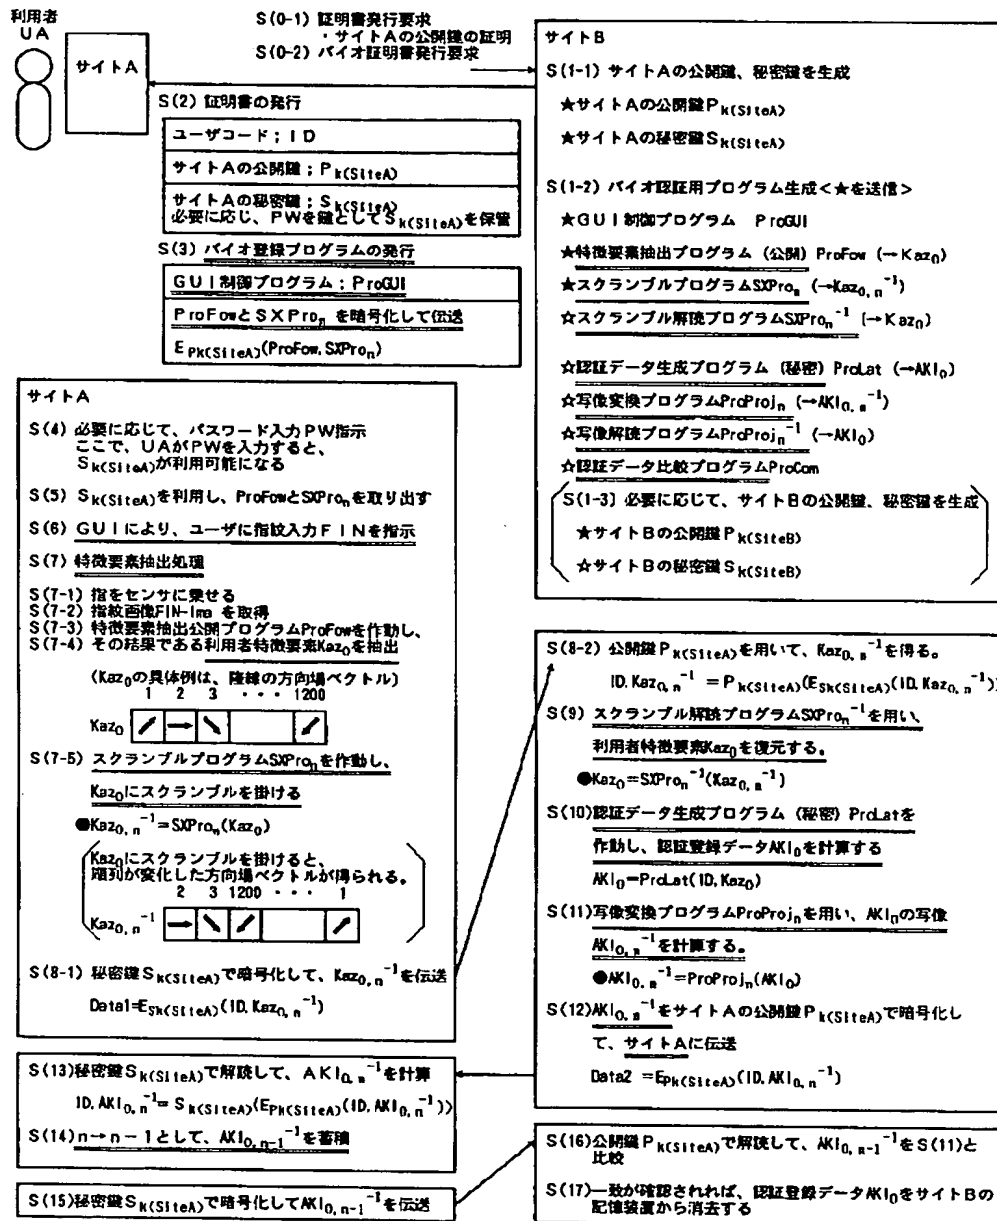 利用者
UA
サイトA
S(0-1) 証明書発行要求
・サイトAの公開鍵の証明
S(0-2) バイオ証明書発行要求
S(2) 証明書の発行
ユーザコード；ID
サイトAの公開鍵；Pk(SiteA)
サイトAの秘密鍵；Sk(SiteA)
必要に応じ、PWを鍵としてSk(SiteA)を保管
S(3) バイオ登録プログラムの発行
GUI制御プログラム；ProGUI
ProFowとSXPron を暗号化して伝送
EPk(SiteA)(ProFow,SXPron)
サイトB
S(1-1) サイトAの公開鍵、秘密鍵を生成
★サイトAの公開鍵Pk(SiteA)
★サイトAの秘密鍵Sk(SiteA)
S(1-2) バイオ認証用プログラム生成<★を送信>
★GUI制御プログラム ProGUI
★特徴要素抽出プログラム（公開）ProFow (→Kaz0)
★スクランブルプログラムSXPron (→Kaz0,n-1)
☆スクランブル解読プログラムSXPron-1 (→Kaz0)
☆認証データ生成プログラム（秘密）ProLat (→AKI0)
☆写像変換プログラムProProjn (→AKI0,n-1)
☆写像解読プログラムProProjn-1 (→AKI0)
☆認証データ比較プログラムProCom
S(1-3) 必要に応じて、サイトBの公開鍵、秘密鍵を生成
★サイトBの公開鍵Pk(SiteB)
☆サイトBの秘密鍵Sk(SiteB)
サイトA
S(4) 必要に応じて、パスワード入力PW指示
ここで、UAがPWを入力すると、
Sk(SiteA)が利用可能になる
S(5) Sk(SiteA)を利用し、ProFowとSXPronを取り出す
S(6) GUIにより、ユーザに指紋入力FINを指示
S(7) 特徴要素抽出処理
S(7-1) 指をセンサに乗せる
S(7-2) 指紋画像FIN-Ima を取得
S(7-3) 特徴要素抽出公開プログラムProFowを作動し、
S(7-4) その結果である利用者特徴要素Kaz0を抽出
(Kaz0の具体例は、隆線の方向場ベクトル)
1 2 3 ・・・ 1200
Kaz0
S(7-5) スクランブルプログラムSXPronを作動し、
Kaz0にスクランブルを掛ける
●Kaz0,n-1=SXPron(Kaz0)
Kaz0にスクランブルを掛けると、
順列が変化した方向場ベクトルが得られる。
2 3 1200 ・・・ 1
Kaz0,n-1
S(8-1) 秘密鍵Sk(SiteA)で暗号化して、Kaz0,n-1を伝送
Data1=ESk(SiteA)(ID,Kaz0,n-1)
S(8-2) 公開鍵Pk(SiteA)を用いて、Kaz0,n-1を得る。
ID,Kaz0,n-1 = Pk(SiteA)(ESk(SiteA)(ID,Kaz0,n-1))
S(9) スクランブル解読プログラムSXPron-1を用い、
利用者特徴要素Kaz0を復元する。
●Kaz0=SXPron-1(Kaz0,n-1)
S(10)認証データ生成プログラム（秘密）ProLatを
作動し、認証登録データAKI0を計算する
AKI0=ProLat(ID,Kaz0)
S(11)写像変換プログラムProProjnを用い、AKInの写像
AKI0,n-1を計算する。
●AKI0,n-1=ProProjn(AKI0)
S(12)AKI0,n-1をサイトAの公開鍵Pk(SiteA)で暗号化し
て、サイトAに伝送
Data2 =EPk(SiteA)(ID,AKI0,n-1)
S(13)秘密鍵Sk(SiteA)で解読して、AKI0,n-1を計算
ID,AKI0,n-1= Sk(SiteA)(EPk(SiteA)(ID,AKI0,n-1))
S(14)n→n-1として、AKI0,n-1-1を蓄積
S(15)秘密鍵Sk(SiteA)で暗号化してAKI0,n-1-1を伝送
S(16)公開鍵Pk(SiteA)で解読して、AKI0,n-1-1をS(11)と
比較
S(17)一致が確認されれば、認証登録データAKI0をサイトBの
記憶装置から消去する